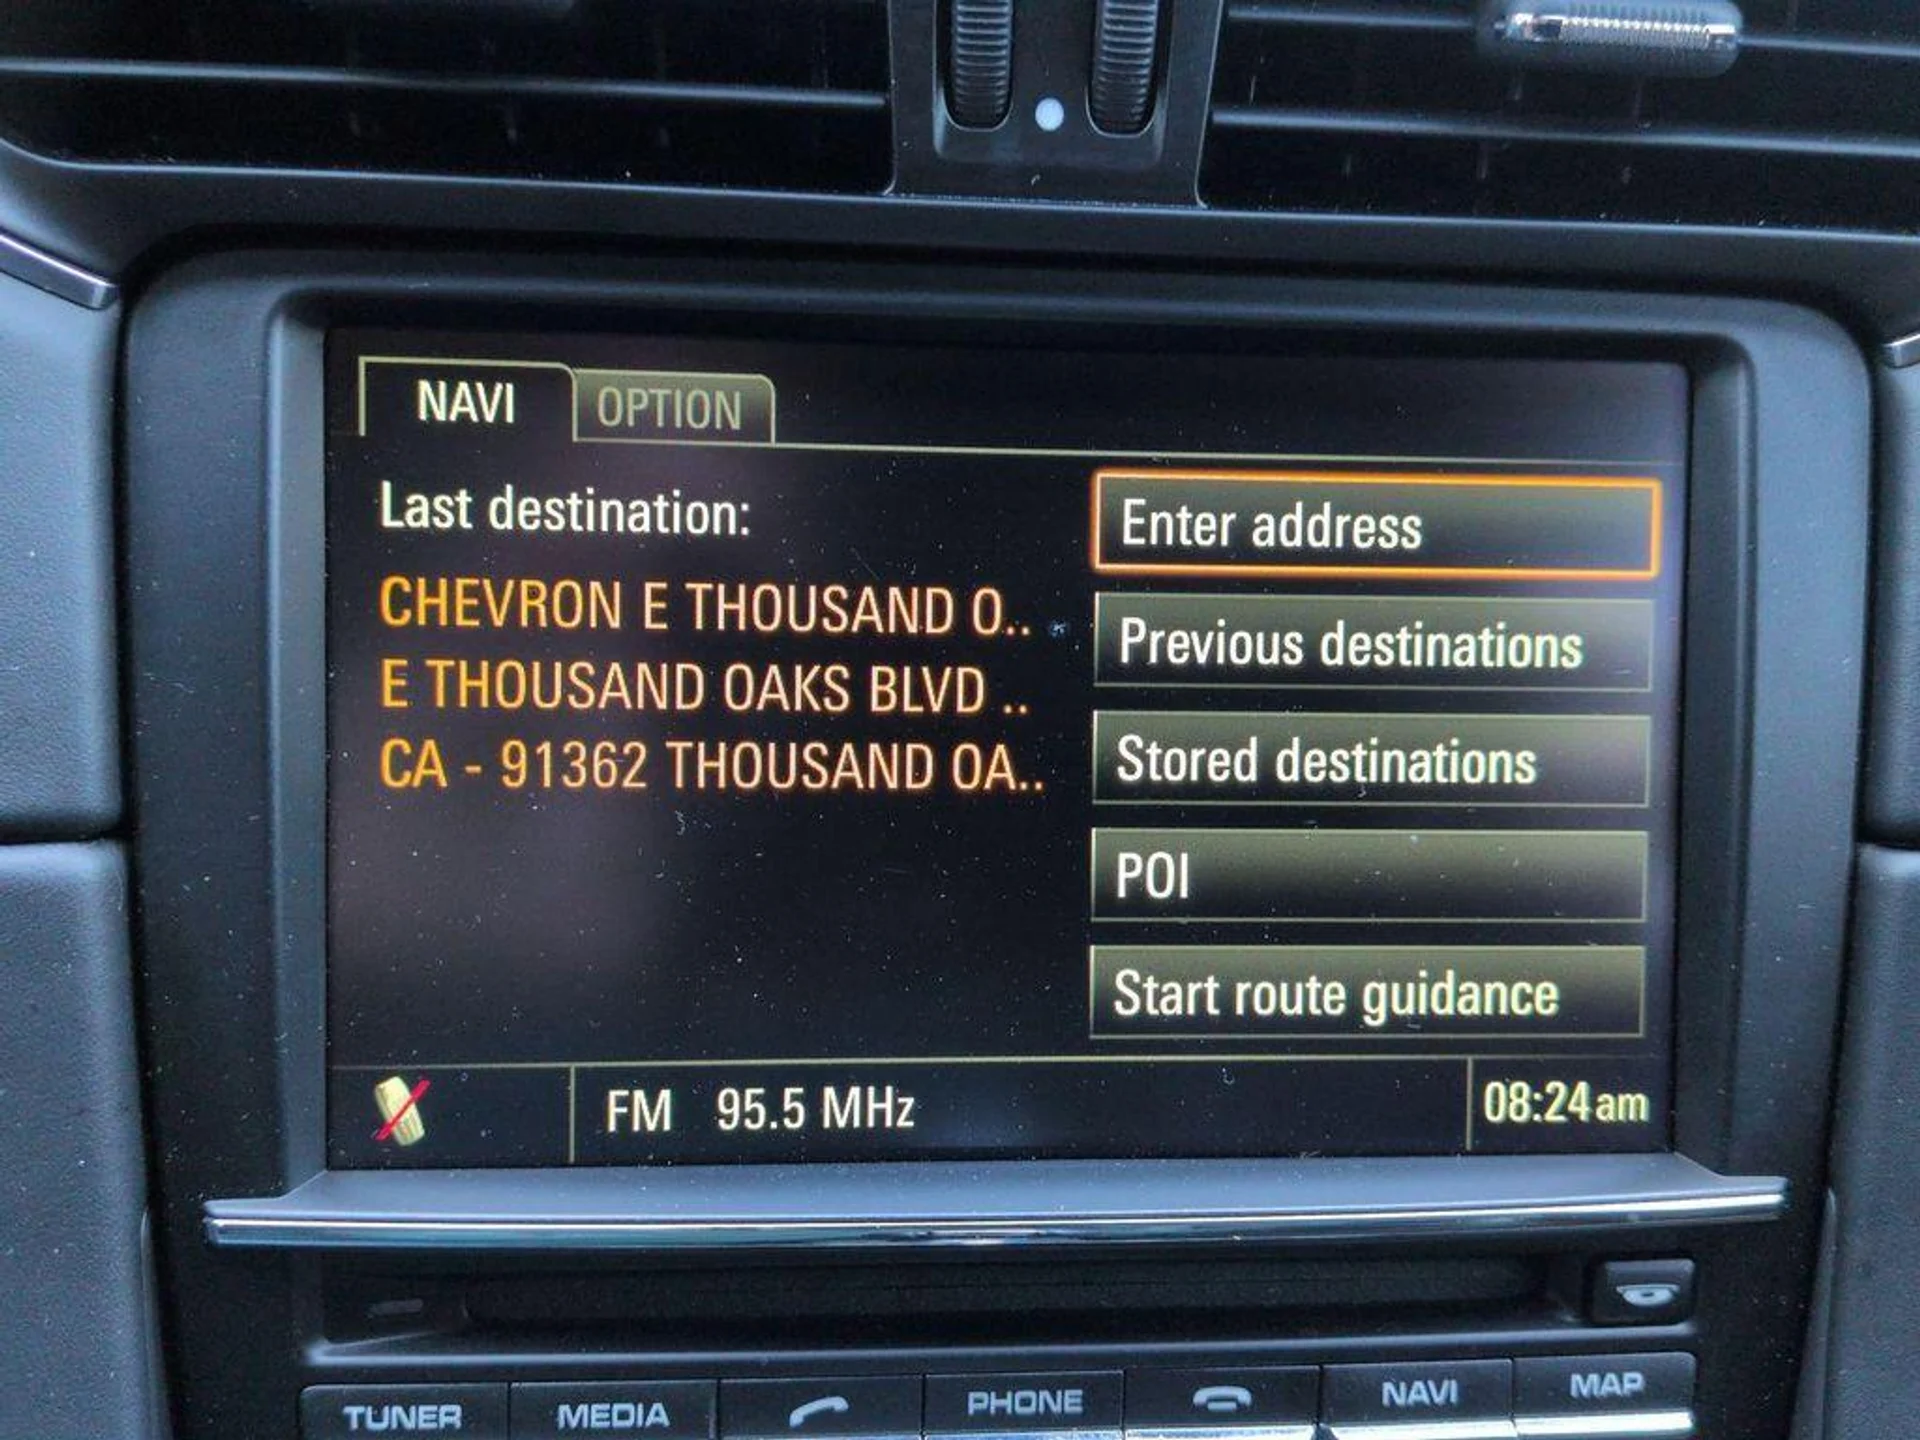 NAVI OPTION
Last destination:
CHEVRON E THOUSAND O..
E THOUSAND OAKS BLVD ..
CA - 91362 THOUSAND OA..
Enter address
Previous destinations
Stored destinations
POI
Start route guidance
FM 95.5 MHz 08:24am
TUNER MEDIA PHONE NAVI MAP